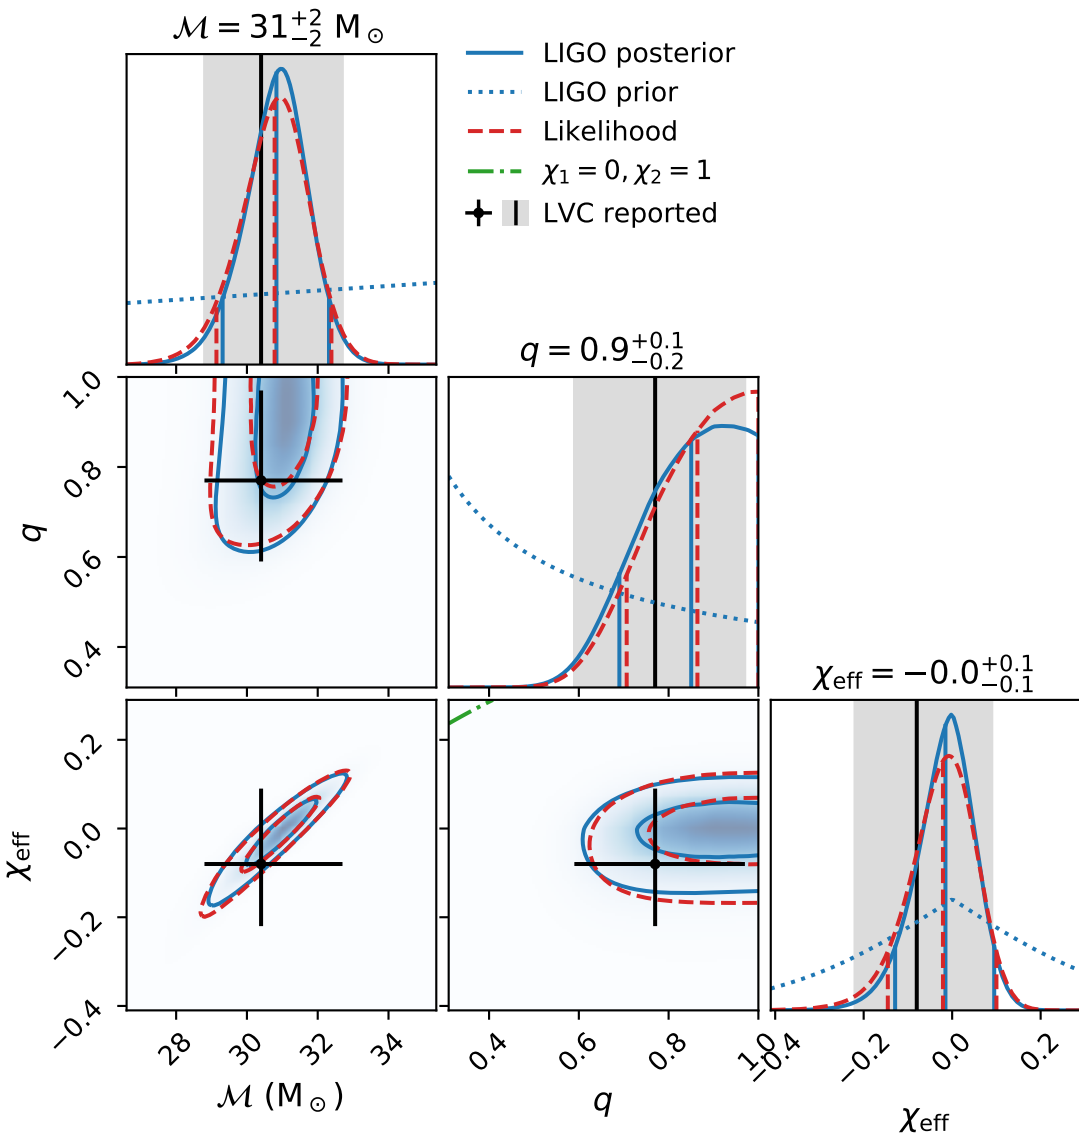 ℳ = 31⁺²₋₂ M⊙
LIGO posterior
LIGO prior
Likelihood
χ₁ = 0, χ₂ = 1
LVC reported
q = 0.9⁺⁰·¹₋₀.₂
1.0
0.8
0.6
0.4
q
χeff = −0.0⁺⁰·¹₋₀.₁
0.2
0.0
−0.2
−0.4
χeff
28 30 32 34
ℳ (M⊙)
0.4 0.6 0.8 1.0
q
−0.4 −0.2 0.0 0.2
χeff